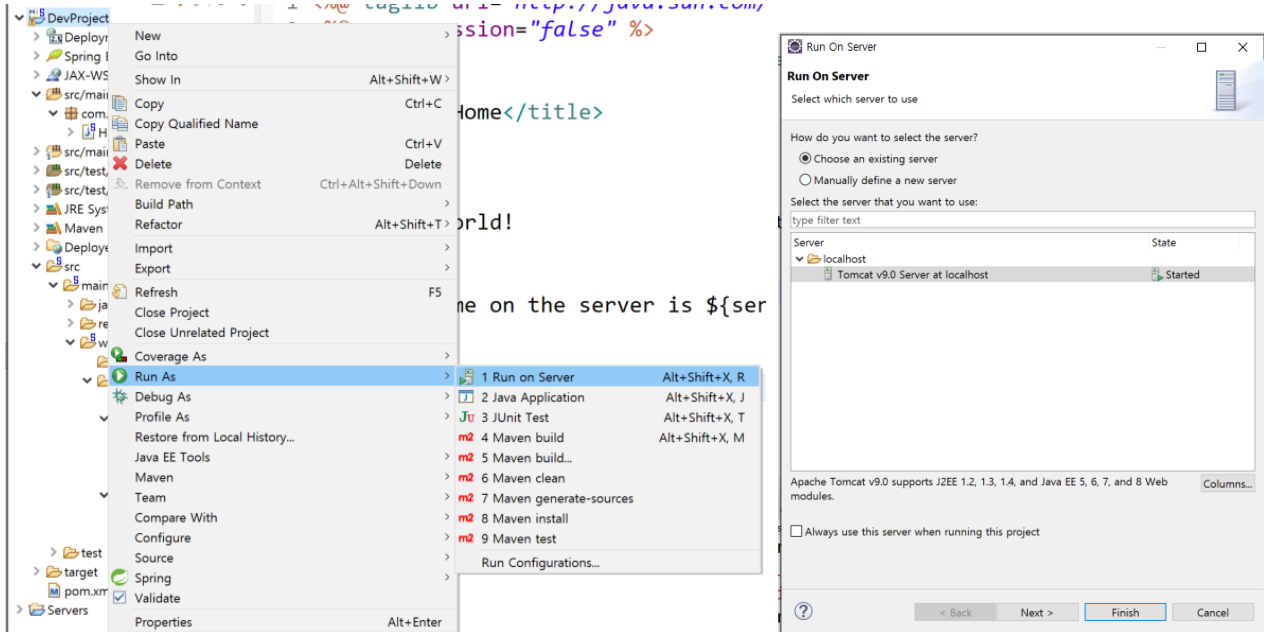 DevProject
Deployr
Spring
JAX-WS
src/mai
com.
H
src/mai
src/test,
src/test,
JRE Sys
Maven
Deploye
src
main
ja
re
w
test
target
pom.xm
Servers
1 <%@ taglib uri="http://java.sun.com/
ssion="false" %>
Home</title>
orld!
me on the server is ${ser
New
Go Into
Show In Alt+Shift+W
Copy Ctrl+C
Copy Qualified Name
Paste Ctrl+V
Delete Delete
Remove from Context Ctrl+Alt+Shift+Down
Build Path
Refactor Alt+Shift+T
Import
Export
Refresh F5
Close Project
Close Unrelated Project
Coverage As
Run As
Debug As
Profile As
Restore from Local History...
Java EE Tools
Maven
Team
Compare With
Configure
Source
Spring
Validate
Properties Alt+Enter
1 Run on Server Alt+Shift+X, R
2 Java Application Alt+Shift+X, J
3 JUnit Test Alt+Shift+X, T
4 Maven build Alt+Shift+X, M
5 Maven build...
6 Maven clean
7 Maven generate-sources
8 Maven install
9 Maven test
Run Configurations...
Run On Server
Run On Server
Select which server to use
How do you want to select the server?
Choose an existing server
Manually define a new server
Select the server that you want to use:
type filter text
Server State
localhost
Tomcat v9.0 Server at localhost Started
Apache Tomcat v9.0 supports J2EE 1.2, 1.3, 1.4, and Java EE 5, 6, 7, and 8 Web
modules.
Columns...
Always use this server when running this project
< Back Next > Finish Cancel